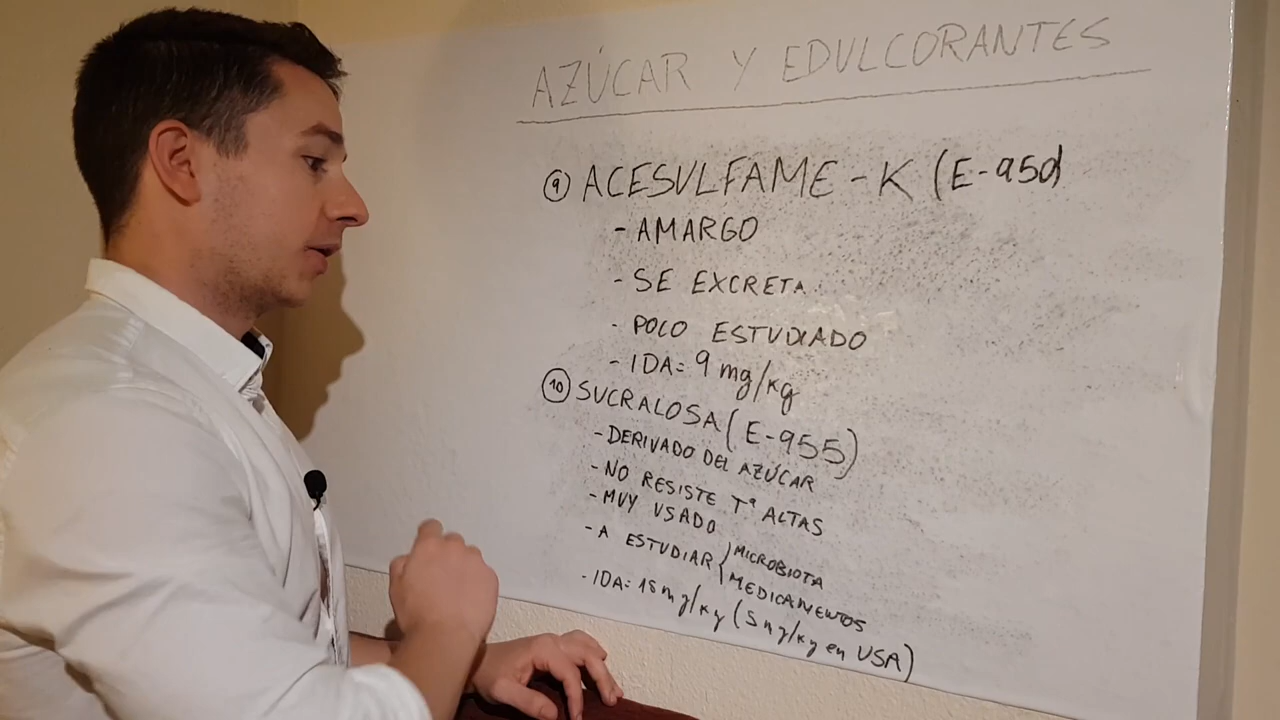 AZÚCAR Y EDULCORANTES
⑨ ACESULFAME - K (E-950)
- AMARGO
- SE EXCRETA
- POCO ESTUDIADO
- IDA= 9 mg/kg
⑩ SUCRALOSA (E-955)
- DERIVADO DEL AZÚCAR
- NO RESISTE Tª ALTAS
- MUY USADO
- A ESTUDIAR { MICROBIOTA
MEDICAMENTOS
- IDA= 15 mg/kg (5 mg/kg en USA)